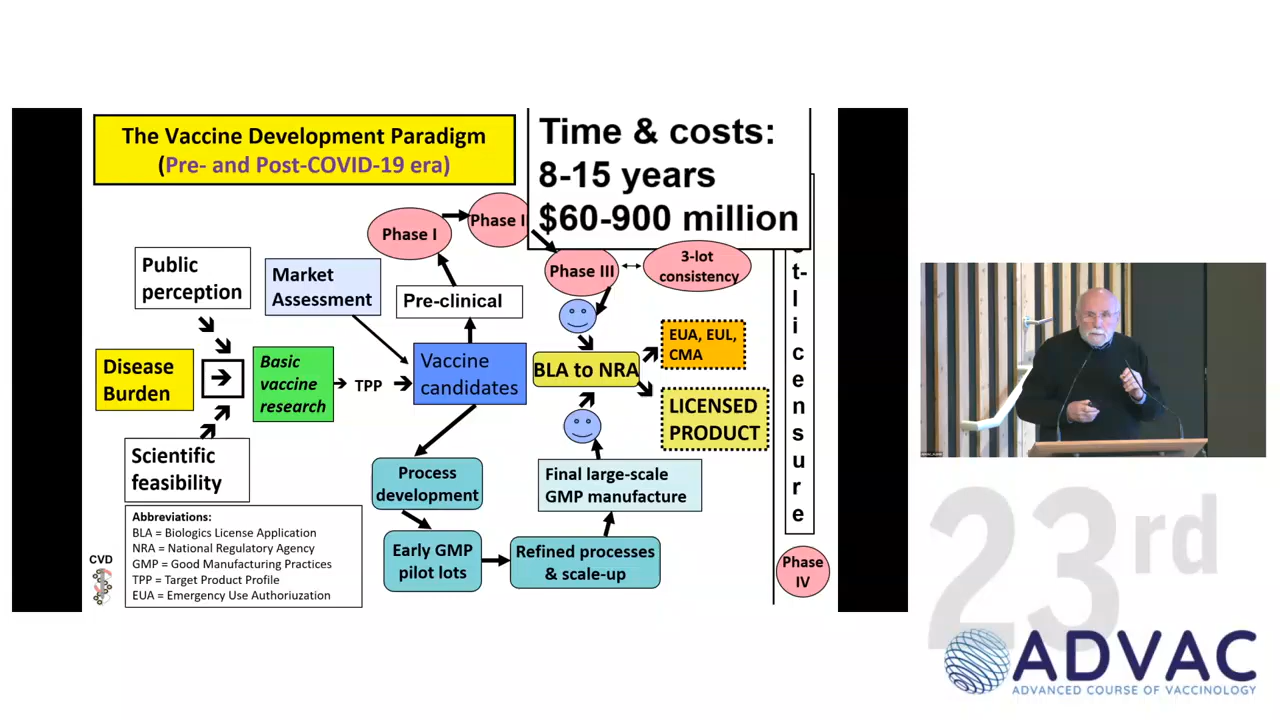 The Vaccine Development Paradigm
(Pre- and Post-COVID-19 era)
Time & costs:
8-15 years
$60-900 million
Phase I
Phase I
Phase III
3-lot
consistency
Public
perception
Market
Assessment
Pre-clinical
Disease
Burden
Basic
vaccine
research
TPP
Vaccine
candidates
BLA to NRA
EUA, EUL,
CMA
LICENSED
PRODUCT
Scientific
feasibility
Process
development
Final large-scale
GMP manufacture
Early GMP
pilot lots
Refined processes
& scale-up
t-
l
i
c
e
n
s
u
r
e
Phase
IV
Abbreviations:
BLA = Biologics License Application
NRA = National Regulatory Agency
GMP = Good Manufacturing Practices
TPP = Target Product Profile
EUA = Emergency Use Authoriuzation
CVD
23rd
ADVAC
ADVANCED COURSE OF VACCINOLOGY